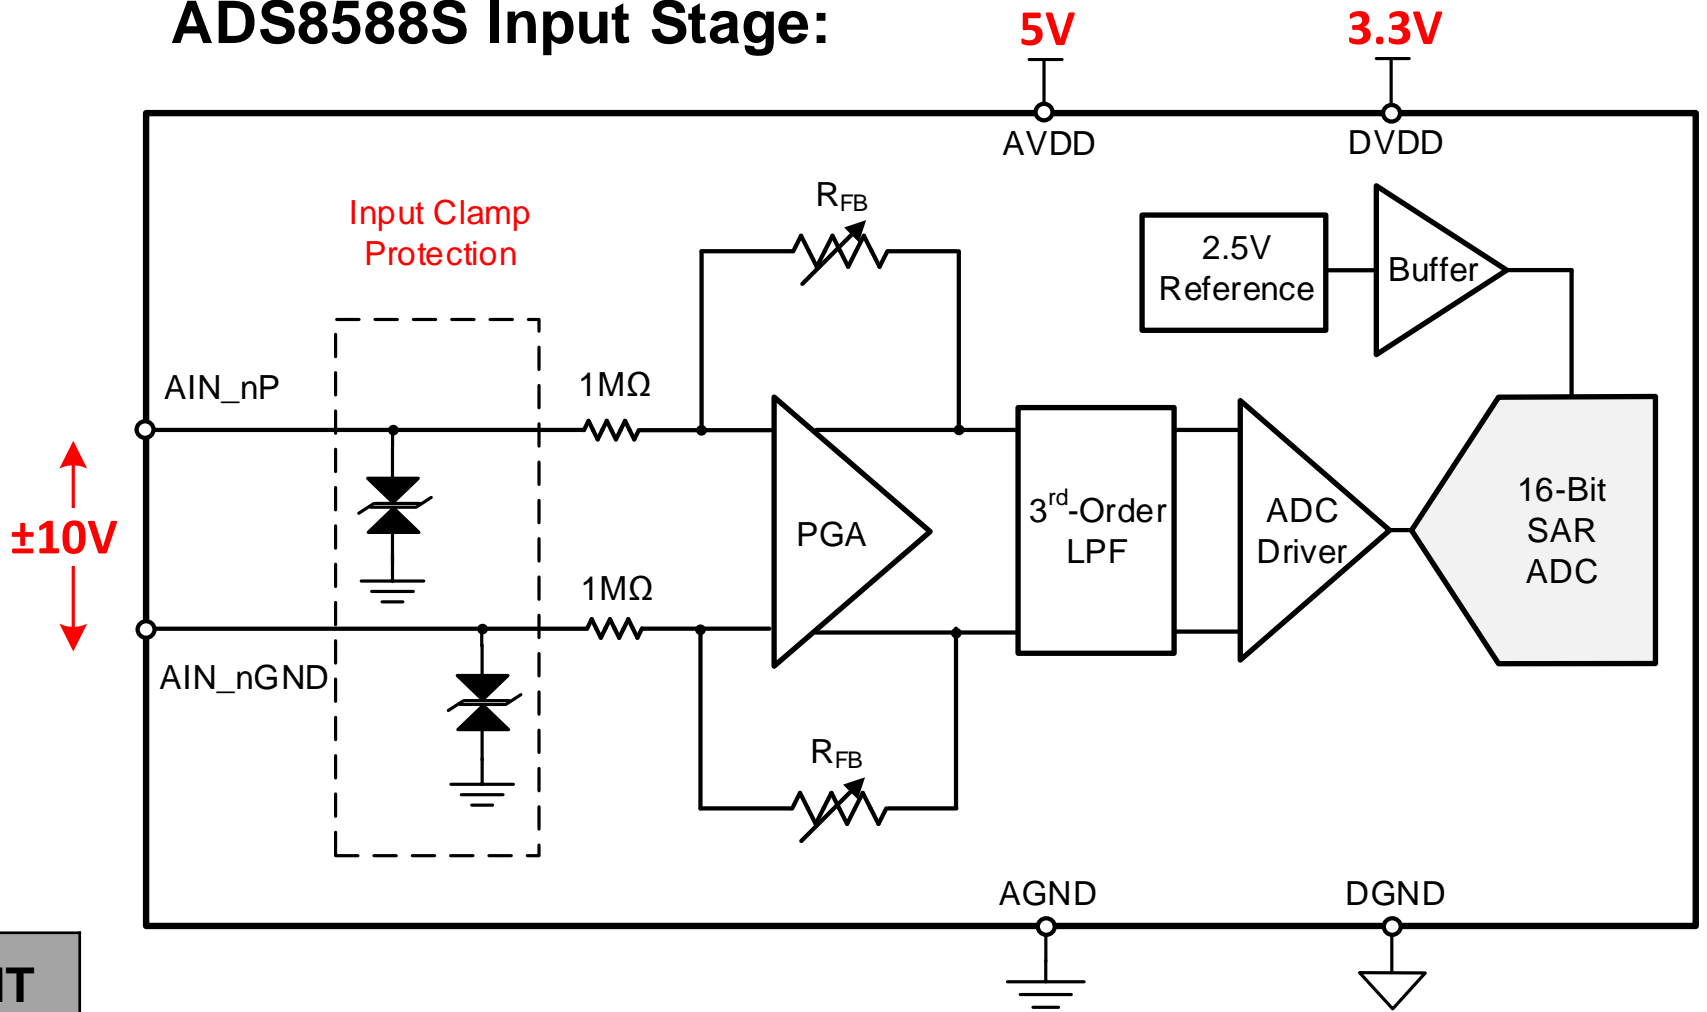 ADS8588S Input Stage:
5V
3.3V
AVDD
DVDD
Input Clamp
Protection
RFB
2.5V
Reference
Buffer
AIN_nP
1MΩ
±10V
PGA
3rd-Order
LPF
ADC
Driver
16-Bit
SAR
ADC
1MΩ
AIN_nGND
RFB
AGND
DGND